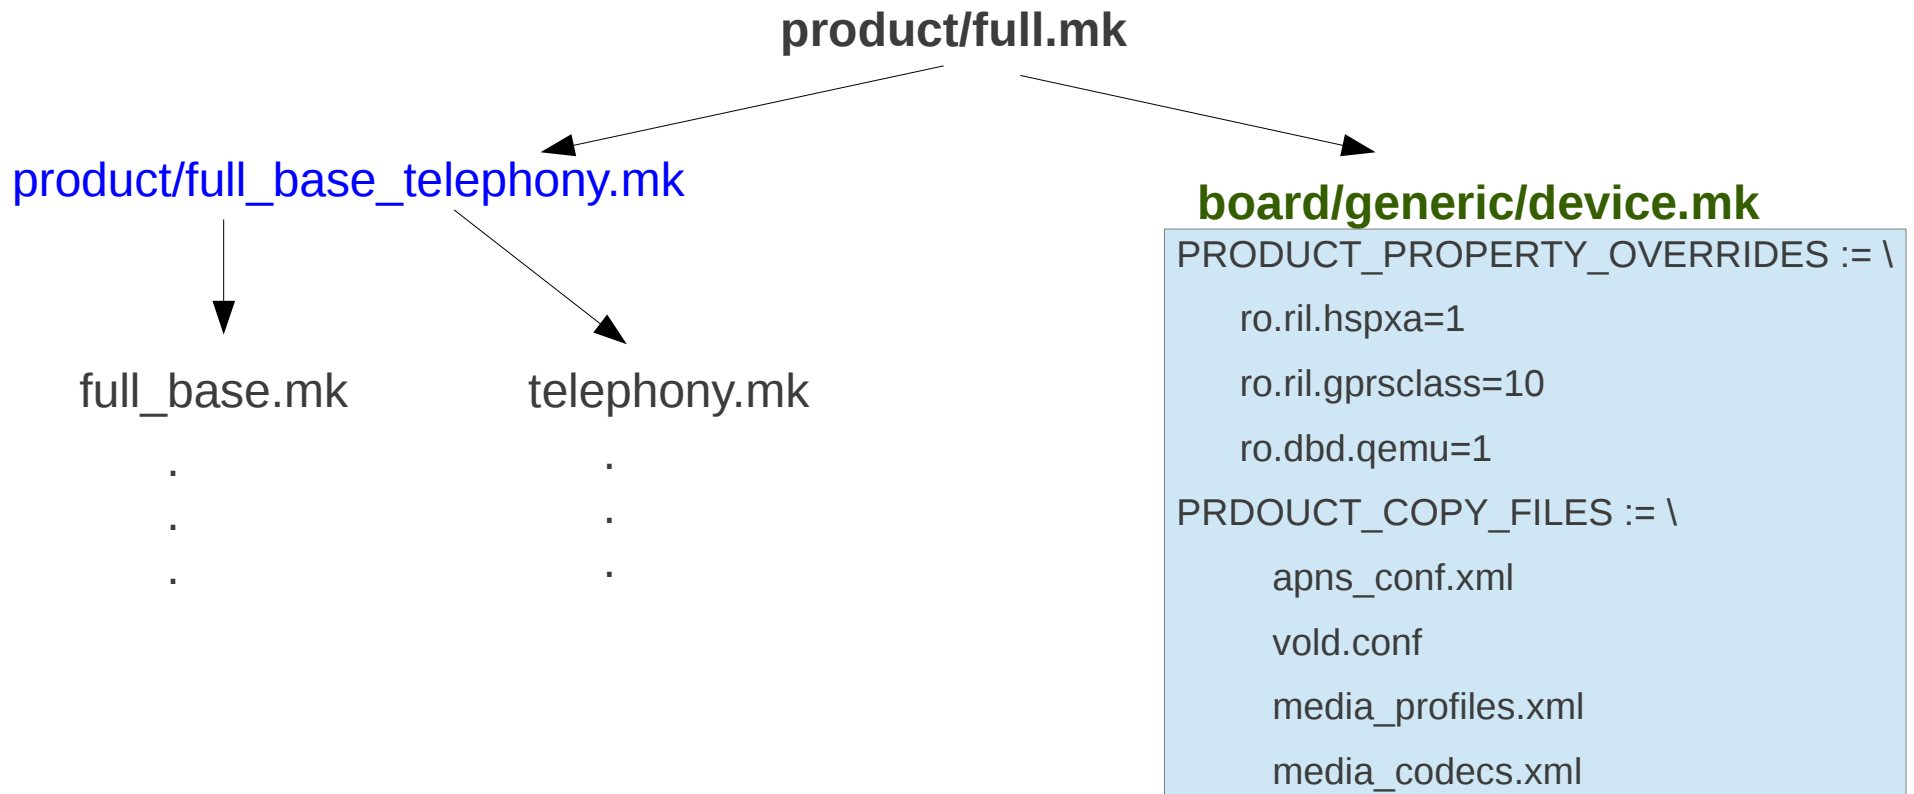 product/full.mk
product/full_base_telephony.mk
board/generic/device.mk
PRODUCT_PROPERTY_OVERRIDES := \
ro.ril.hspxa=1
ro.ril.gprsclass=10
ro.dbd.qemu=1
PRDOUCT_COPY_FILES := \
apns_conf.xml
vold.conf
media_profiles.xml
media_codecs.xml
full_base.mk
.
.
.
telephony.mk
.
.
.